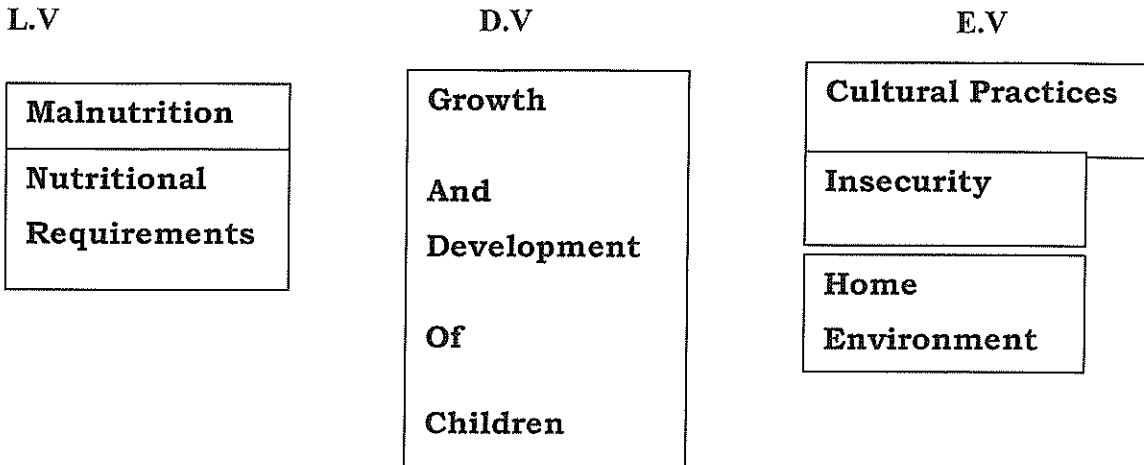 L.V
D.V
E.V
Malnutrition
Nutritional
Requirements
Growth
And
Development
Of
Children
Cultural Practices
Insecurity
Home
Environment